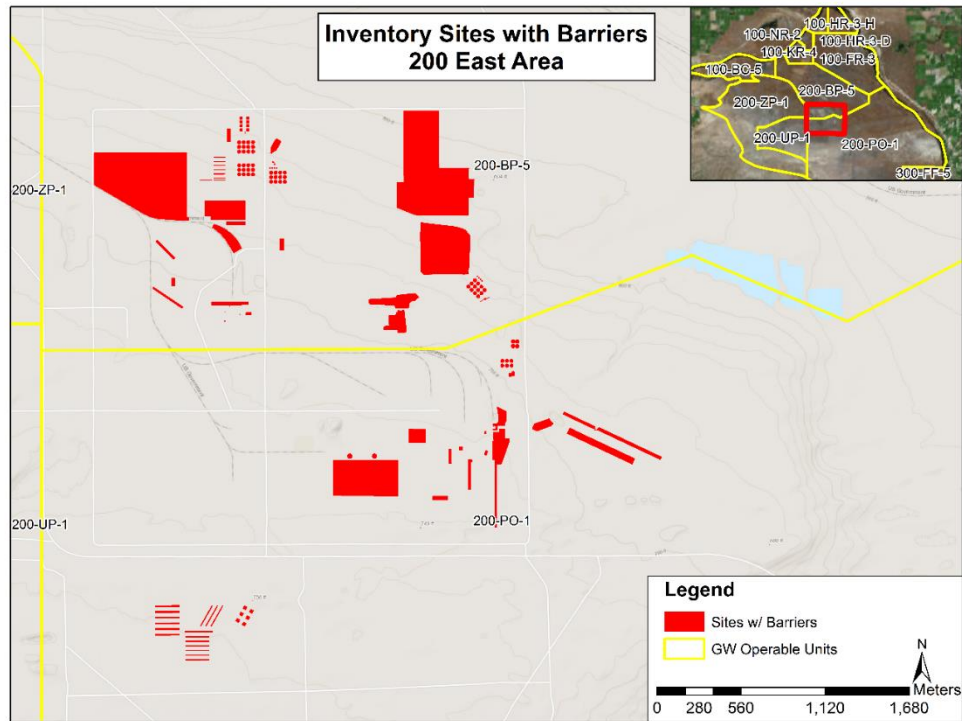 Inventory Sites with Barriers
200 East Area
100-HR-3-H
100-NR-2
100-HR-3-D
100-KR-4
100-FR-3
100-BC-5
200-BP-5
200-ZP-1
200-UP-1
200-PO-1
300-FF-5
200-BP-5
200-ZP-1
200-UP-1
200-PO-1
Legend
Sites w/ Barriers
GW Operable Units
N
Meters
0 280 560 1,120 1,680